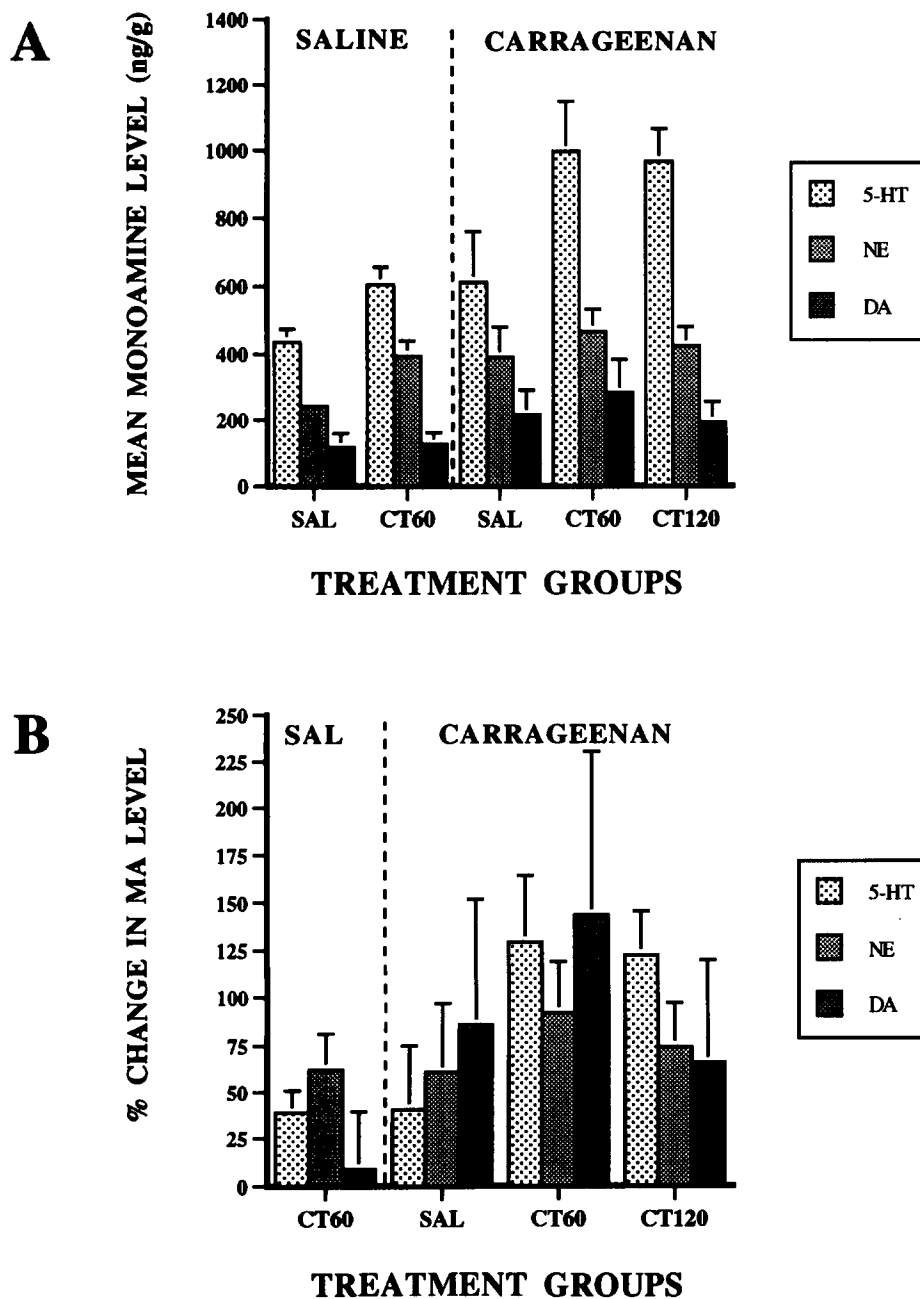 A
SALINE CARRAGEENAN
MEAN MONOAMINE LEVEL (ng/g)
1400
1200
1000
800
600
400
200
0
SAL CT60 SAL CT60 CT120
TREATMENT GROUPS
5-HT
NE
DA
B
SAL CARRAGEENAN
% CHANGE IN MA LEVEL
250
225
200
175
150
125
100
75
50
25
0
CT60 SAL CT60 CT120
TREATMENT GROUPS
5-HT
NE
DA